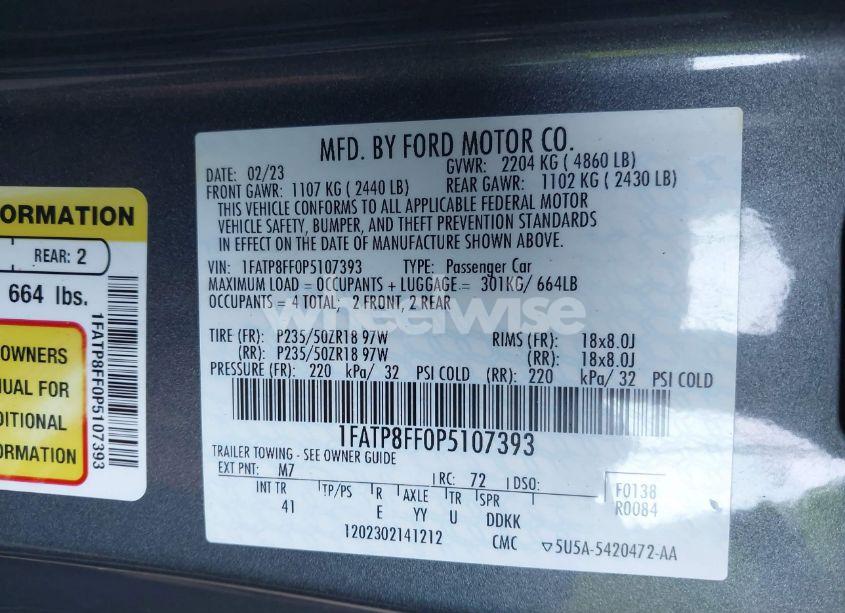 ORMATION
REAR: 2
664 lbs.
OWNERS
NUAL FOR
DITIONAL
FORMATION
1FATP8FF0P5107393
MFD. BY FORD MOTOR CO.
DATE: 02/23 GVWR: 2204 KG ( 4860 LB)
FRONT GAWR: 1107 KG ( 2440 LB) REAR GAWR: 1102 KG ( 2430 LB)
THIS VEHICLE CONFORMS TO ALL APPLICABLE FEDERAL MOTOR
VEHICLE SAFETY, BUMPER, AND THEFT PREVENTION STANDARDS
IN EFFECT ON THE DATE OF MANUFACTURE SHOWN ABOVE.
VIN: 1FATP8FF0P5107393 TYPE: Passenger Car
MAXIMUM LOAD = OCCUPANTS + LUGGAGE = 301KG/ 664LB
OCCUPANTS = 4 TOTAL: 2 FRONT, 2 REAR
wheelwise
TIRE (FR): P235/50ZR18 97W RIMS (FR): 18x8.0J
(RR): P235/50ZR18 97W (RR): 18x8.0J
PRESSURE (FR): 220 kPa/ 32 PSI COLD (RR): 220 kPa/ 32 PSI COLD
1FATP8FF0P5107393
TRAILER TOWING - SEE OWNER GUIDE
EXT PNT: M7 RC: 72 DSO:
INT TR TP/PS R AXLE TR SPR
41 E YY U DDKK
F0138
R0084
1202302141212 CMC ▽5U5A-5420472-AA